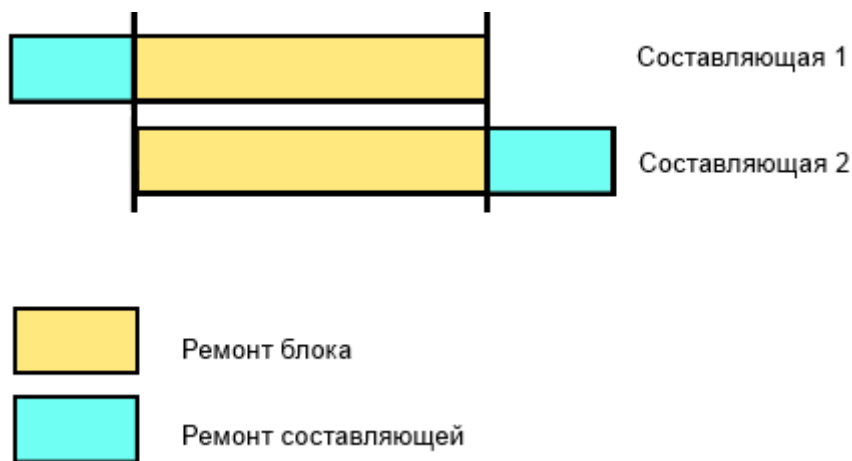 Составляющая 1
Составляющая 2
Ремонт блока
Ремонт составляющей